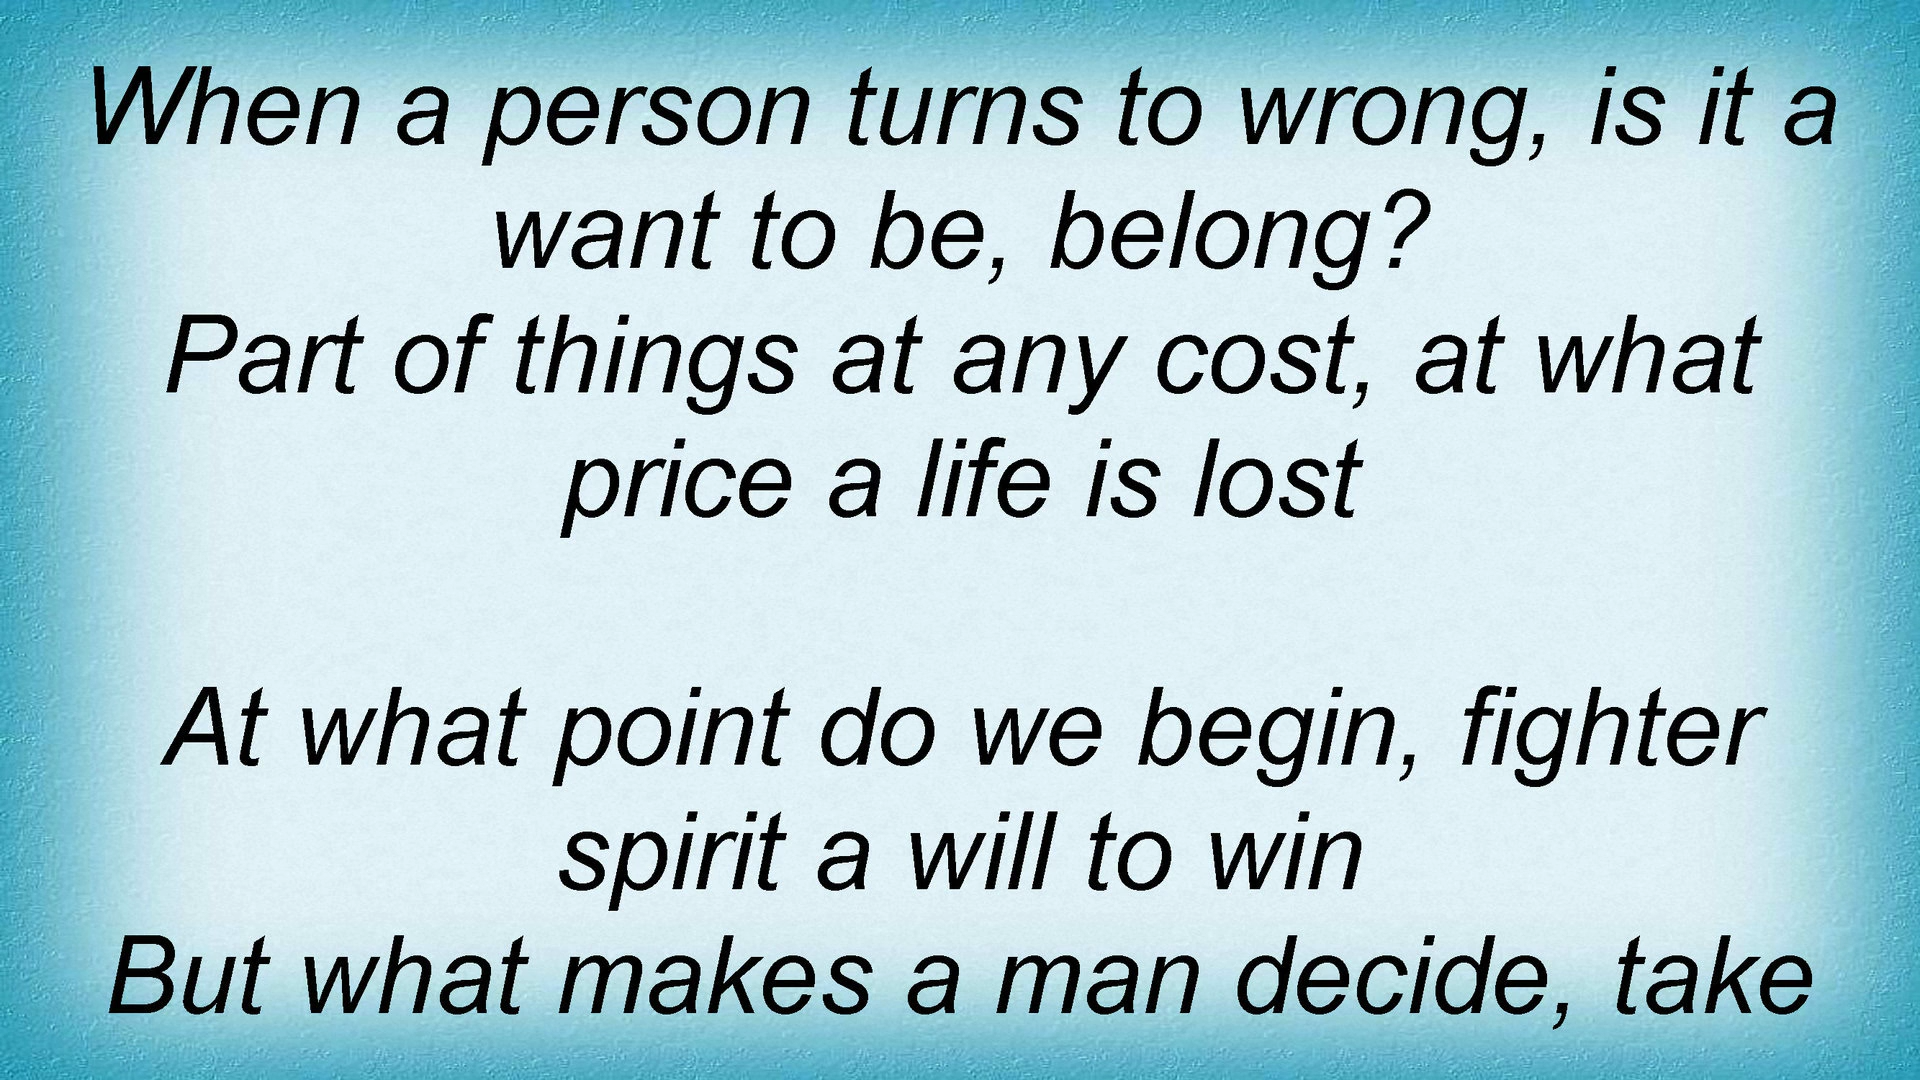 When a person turns to wrong, is it a
want to be, belong?
Part of things at any cost, at what
price a life is lost
At what point do we begin, fighter
spirit a will to win
But what makes a man decide, take